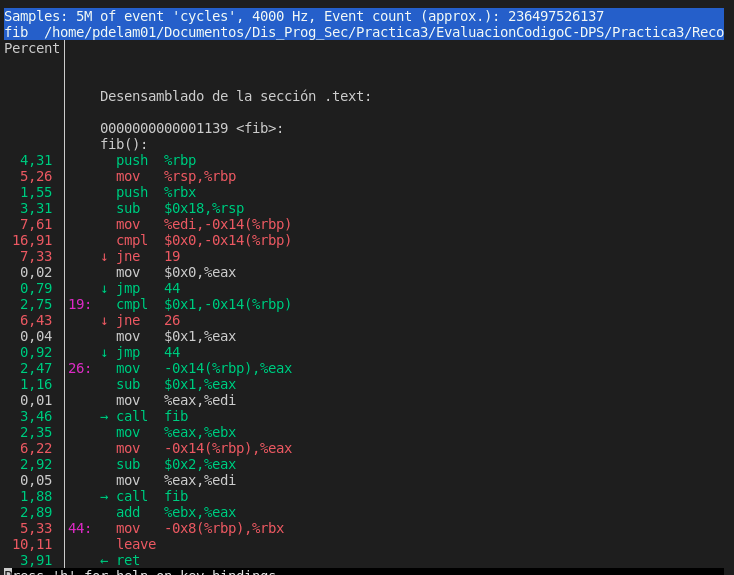 Samples: 5M of event 'cycles', 4000 Hz, Event count (approx.): 236497526137
fib  /home/pdelam01/Documentos/Dis_Prog_Sec/Practica3/EvaluacionCodigoC-DPS/Practica3/Reco
Percent
Desensamblado de la sección .text:
0000000000001139 <fib>:
fib():
4,31 push %rbp
5,26 mov %rsp,%rbp
1,55 push %rbx
3,31 sub $0x18,%rsp
7,61 mov %edi,-0x14(%rbp)
16,91 cmpl $0x0,-0x14(%rbp)
7,33 ↓ jne 19
0,02 mov $0x0,%eax
0,79 ↓ jmp 44
2,75 19: cmpl $0x1,-0x14(%rbp)
6,43 ↓ jne 26
0,04 mov $0x1,%eax
0,92 ↓ jmp 44
2,47 26: mov -0x14(%rbp),%eax
1,16 sub $0x1,%eax
0,01 mov %eax,%edi
3,46 → call fib
2,35 mov %eax,%ebx
6,22 mov -0x14(%rbp),%eax
2,92 sub $0x2,%eax
0,05 mov %eax,%edi
1,88 → call fib
2,89 add %ebx,%eax
5,33 44: mov -0x8(%rbp),%rbx
10,11 leave
3,91 ← ret
Press 'h' for help on key bindings